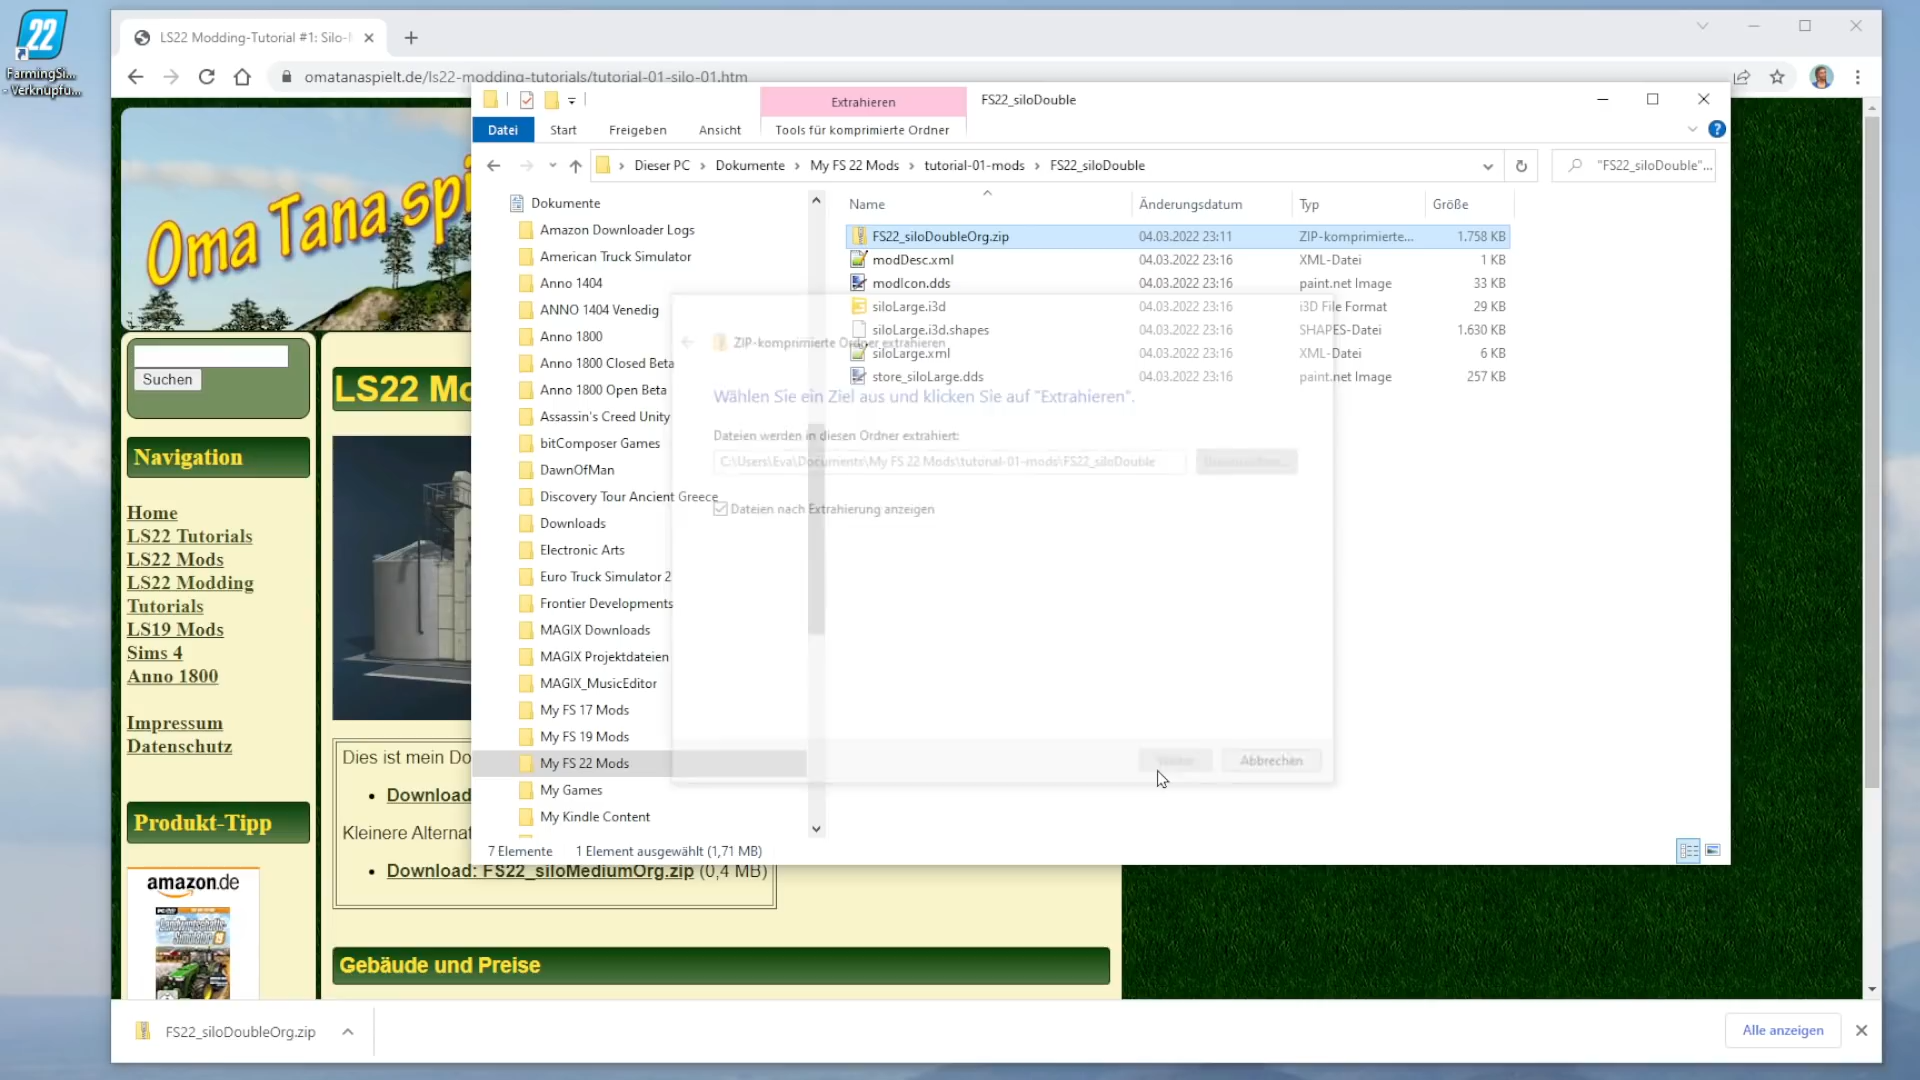 22
FarmingSi...
- Verknüpfu...
LS22 Modding-Tutorial #1: Silo-
omatanaspielt.de/ls22-modding-tutorials/tutorial-01-silo-01.htm
Extrahieren
FS22_siloDouble
Datei
Start
Freigeben
Ansicht
Tools für komprimierte Ordner
Dieser PC > Dokumente > My FS 22 Mods > tutorial-01-mods > FS22_siloDouble
"FS22_siloDouble"...
Oma Tana spi
Suchen
Navigation
Home
LS22 Tutorials
LS22 Mods
LS22 Modding
Tutorials
LS19 Mods
Sims 4
Anno 1800
Impressum
Datenschutz
Produkt-Tipp
amazon.de
Dokumente
Amazon Downloader Logs
American Truck Simulator
Anno 1404
ANNO 1404 Venedig
Anno 1800
Anno 1800 Closed Beta
Anno 1800 Open Beta
Assassin's Creed Unity
bitComposer Games
DawnOfMan
Discovery Tour Ancient Greece
Downloads
Electronic Arts
Euro Truck Simulator 2
Frontier Developments
MAGIX Downloads
MAGIX Projektdateien
MAGIX_MusicEditor
My FS 17 Mods
My FS 19 Mods
My FS 22 Mods
My Games
My Kindle Content
Name Änderungsdatum Typ Größe
FS22_siloDoubleOrg.zip 04.03.2022 23:11 ZIP-komprimierte... 1.758 KB
modDesc.xml 04.03.2022 23:16 XML-Datei 1 KB
modIcon.dds 04.03.2022 23:16 paint.net Image 33 KB
siloLarge.i3d 04.03.2022 23:16 i3D File Format 29 KB
siloLarge.i3d.shapes 04.03.2022 23:16 SHAPES-Datei 1.630 KB
siloLarge.xml 04.03.2022 23:16 XML-Datei 6 KB
store_siloLarge.dds 04.03.2022 23:16 paint.net Image 257 KB
ZIP-komprimierte Ordner extrahieren
Wählen Sie ein Ziel aus und klicken Sie auf "Extrahieren".
Dateien werden in diesen Ordner extrahiert:
C:\Users\Eva\Documents\My FS 22 Mods\tutorial-01-mods\FS22_siloDouble
Dateien nach Extrahierung anzeigen
Abbrechen
7 Elemente 1 Element ausgewählt (1,71 MB)
LS22 Mo
Dies ist mein Do
Download
Kleinere Alternat
Download: FS22_siloMediumOrg.zip (0,4 MB)
Gebäude und Preise
FS22_siloDoubleOrg.zip
Alle anzeigen